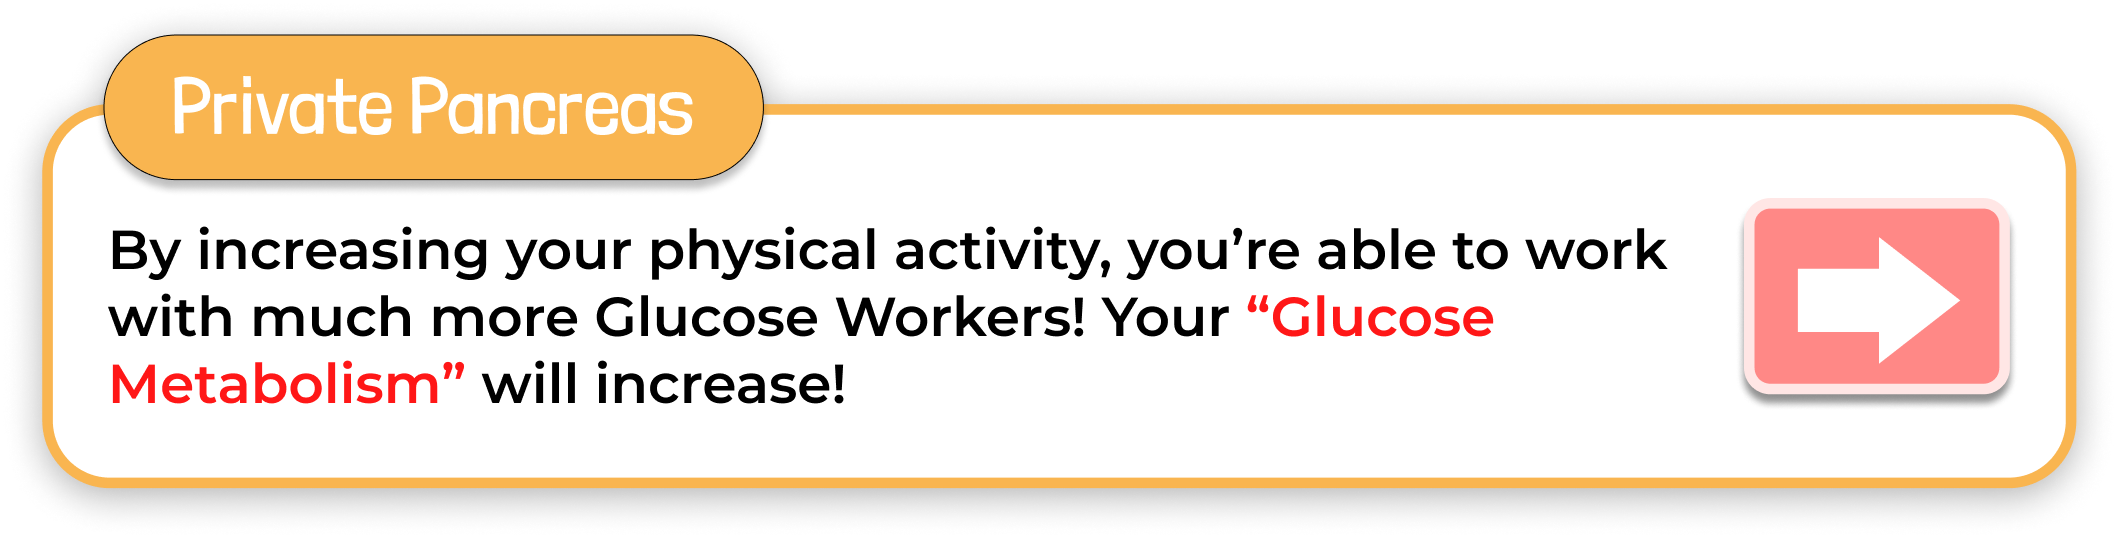 Private Pancreas
By increasing your physical activity, you’re able to work
with much more Glucose Workers! Your “Glucose
Metabolism” will increase!